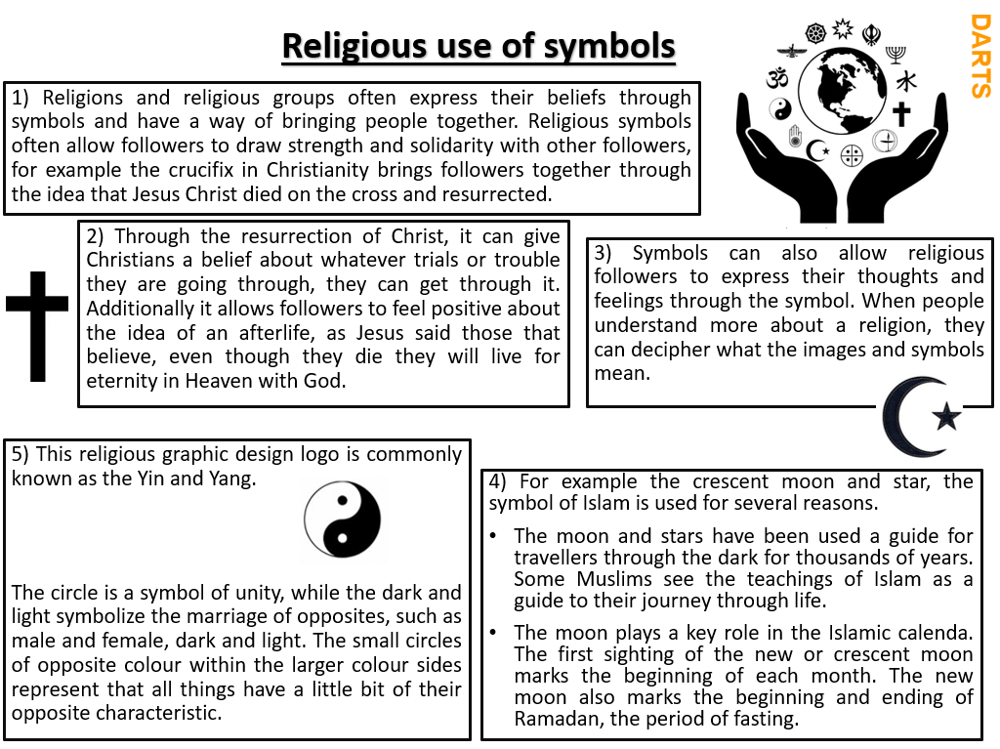 Religious use of symbols
DARTS
1) Religions and religious groups often express their beliefs through
symbols and have a way of bringing people together. Religious symbols
often allow followers to draw strength and solidarity with other followers,
for example the crucifix in Christianity brings followers together through
the idea that Jesus Christ died on the cross and resurrected.
2) Through the resurrection of Christ, it can give
Christians a belief about whatever trials or trouble
they are going through, they can get through it.
Additionally it allows followers to feel positive about
the idea of an afterlife, as Jesus said those that
believe, even though they die they will live for
eternity in Heaven with God.
3) Symbols can also allow religious
followers to express their thoughts and
feelings through the symbol. When people
understand more about a religion, they
can decipher what the images and symbols
mean.
4) For example the crescent moon and star, the
symbol of Islam is used for several reasons.
• The moon and stars have been used a guide for
travellers through the dark for thousands of years.
Some Muslims see the teachings of Islam as a
guide to their journey through life.
• The moon plays a key role in the Islamic calenda.
The first sighting of the new or crescent moon
marks the beginning of each month. The new
moon also marks the beginning and ending of
Ramadan, the period of fasting.
5) This religious graphic design logo is commonly
known as the Yin and Yang.
The circle is a symbol of unity, while the dark and
light symbolize the marriage of opposites, such as
male and female, dark and light. The small circles
of opposite colour within the larger colour sides
represent that all things have a little bit of their
opposite characteristic.